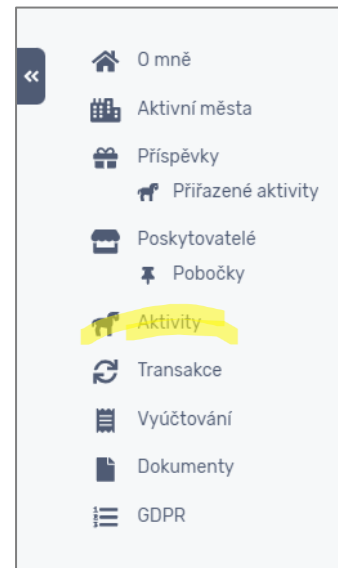 O mně
Aktivní města
Příspěvky
Přiřazené aktivity
Poskytovatelé
Pobočky
Aktivity
Transakce
Vyúčtování
Dokumenty
GDPR